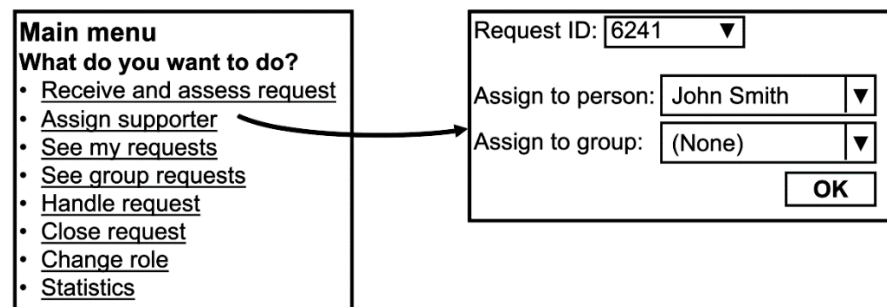 Main menu
What do you want to do?
• Receive and assess request
• Assign supporter
• See my requests
• See group requests
• Handle request
• Close request
• Change role
• Statistics
Request ID: 6241 ▼
Assign to person: John Smith ▼
Assign to group: (None) ▼
OK